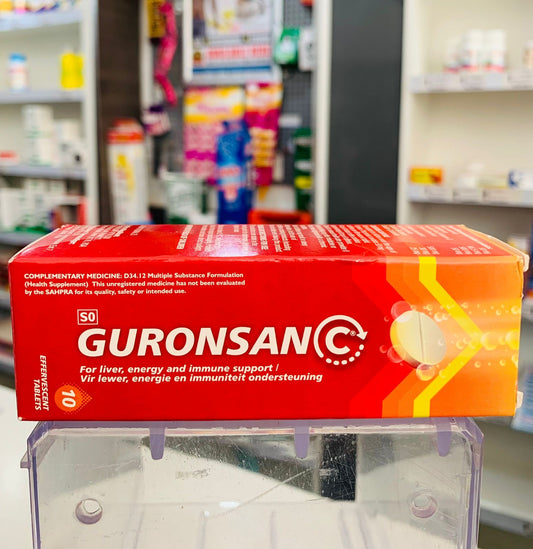 COMPLEMENTARY MEDICINE: D34.12 Multiple Substance Formulation
(Health Supplement) This unregistered medicine has not been evaluated
by the SAHPRA for its quality, safety or intended use.
S0
GURONSAN C®
For liver, energy and immune support /
Vir lewer, energie en immuniteit ondersteuning
EFFERVESCENT
TABLETS
10